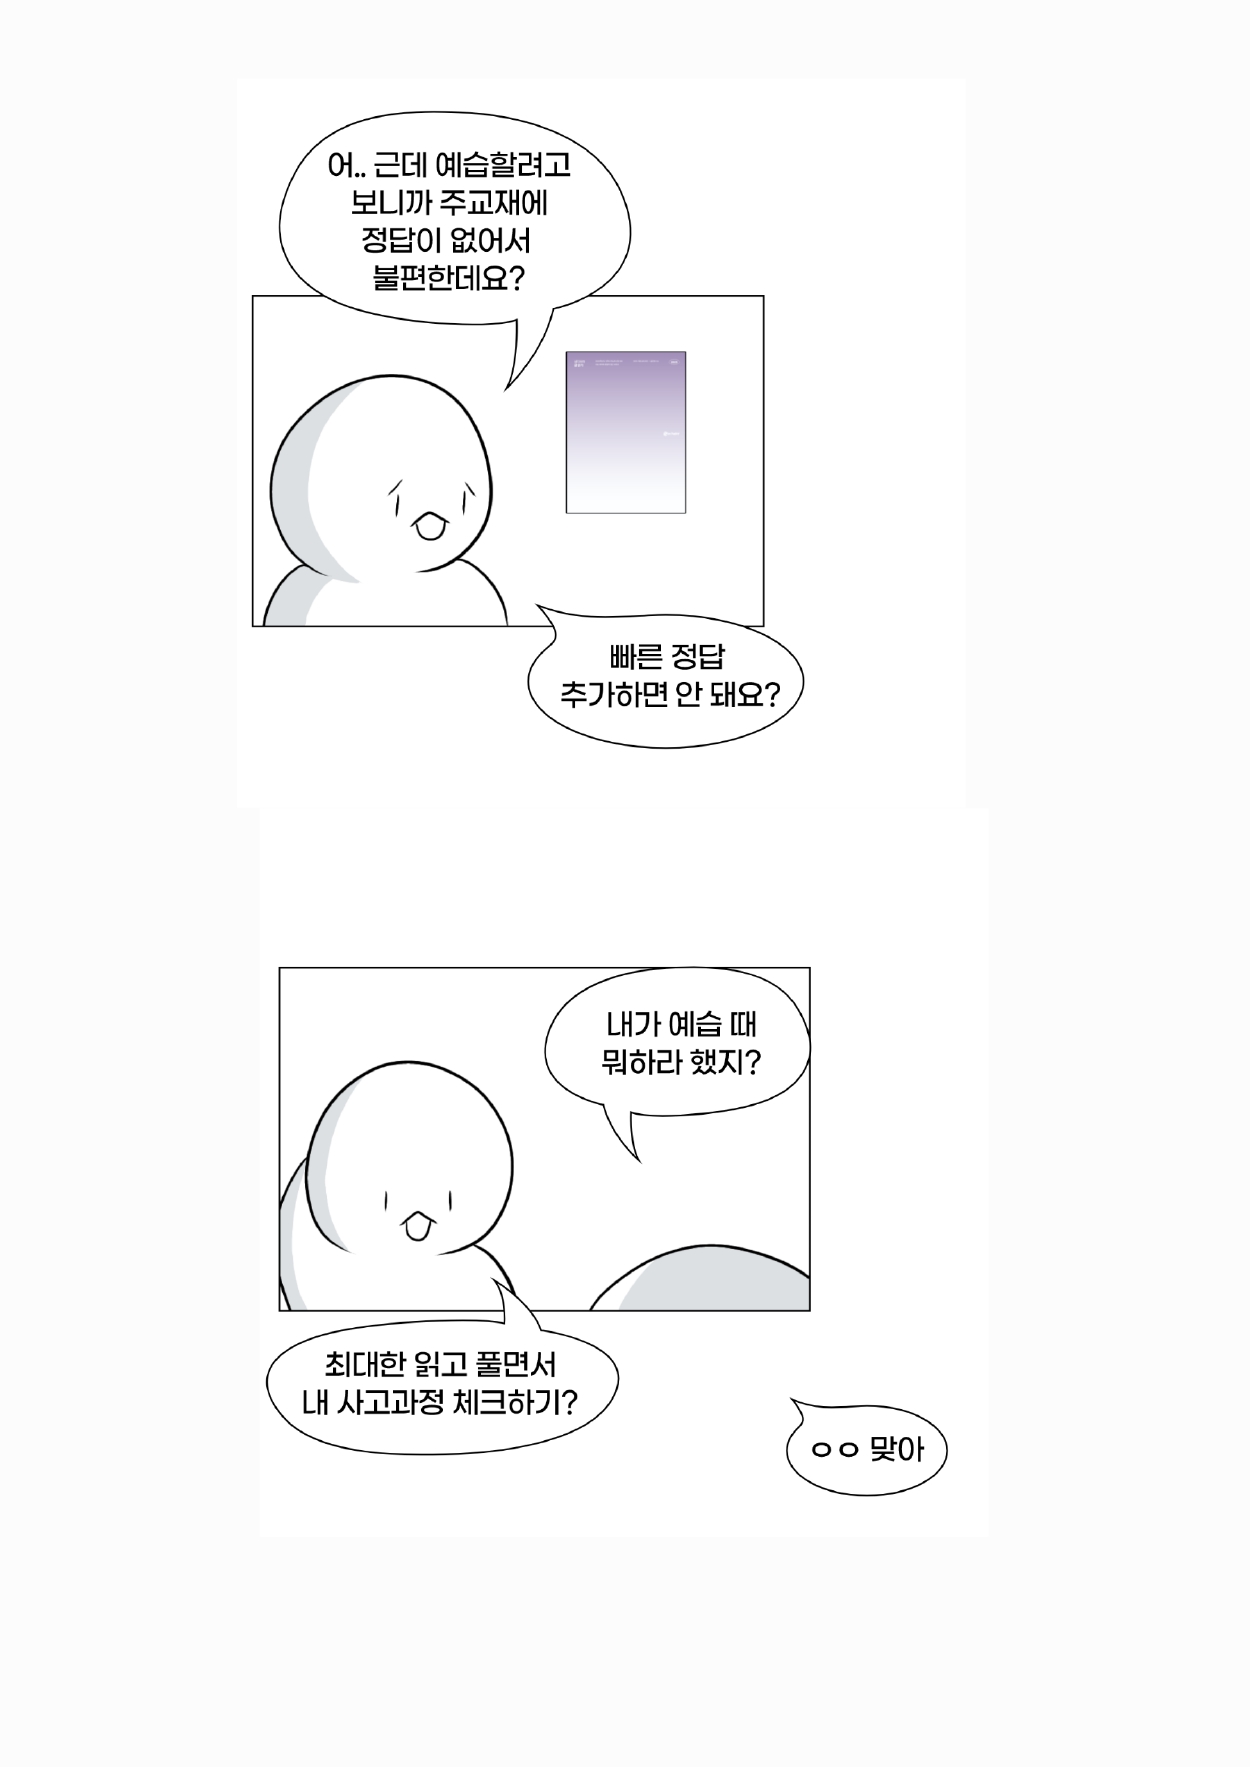 어.. 근데 예습할려고
보니까 주교재에
정답이 없어서
불편한데요?
빠른 정답
추가하면 안 돼요?
내가 예습 때
뭐하라 했지?
최대한 읽고 풀면서
내 사고과정 체크하기?
ㅇㅇ 맞아